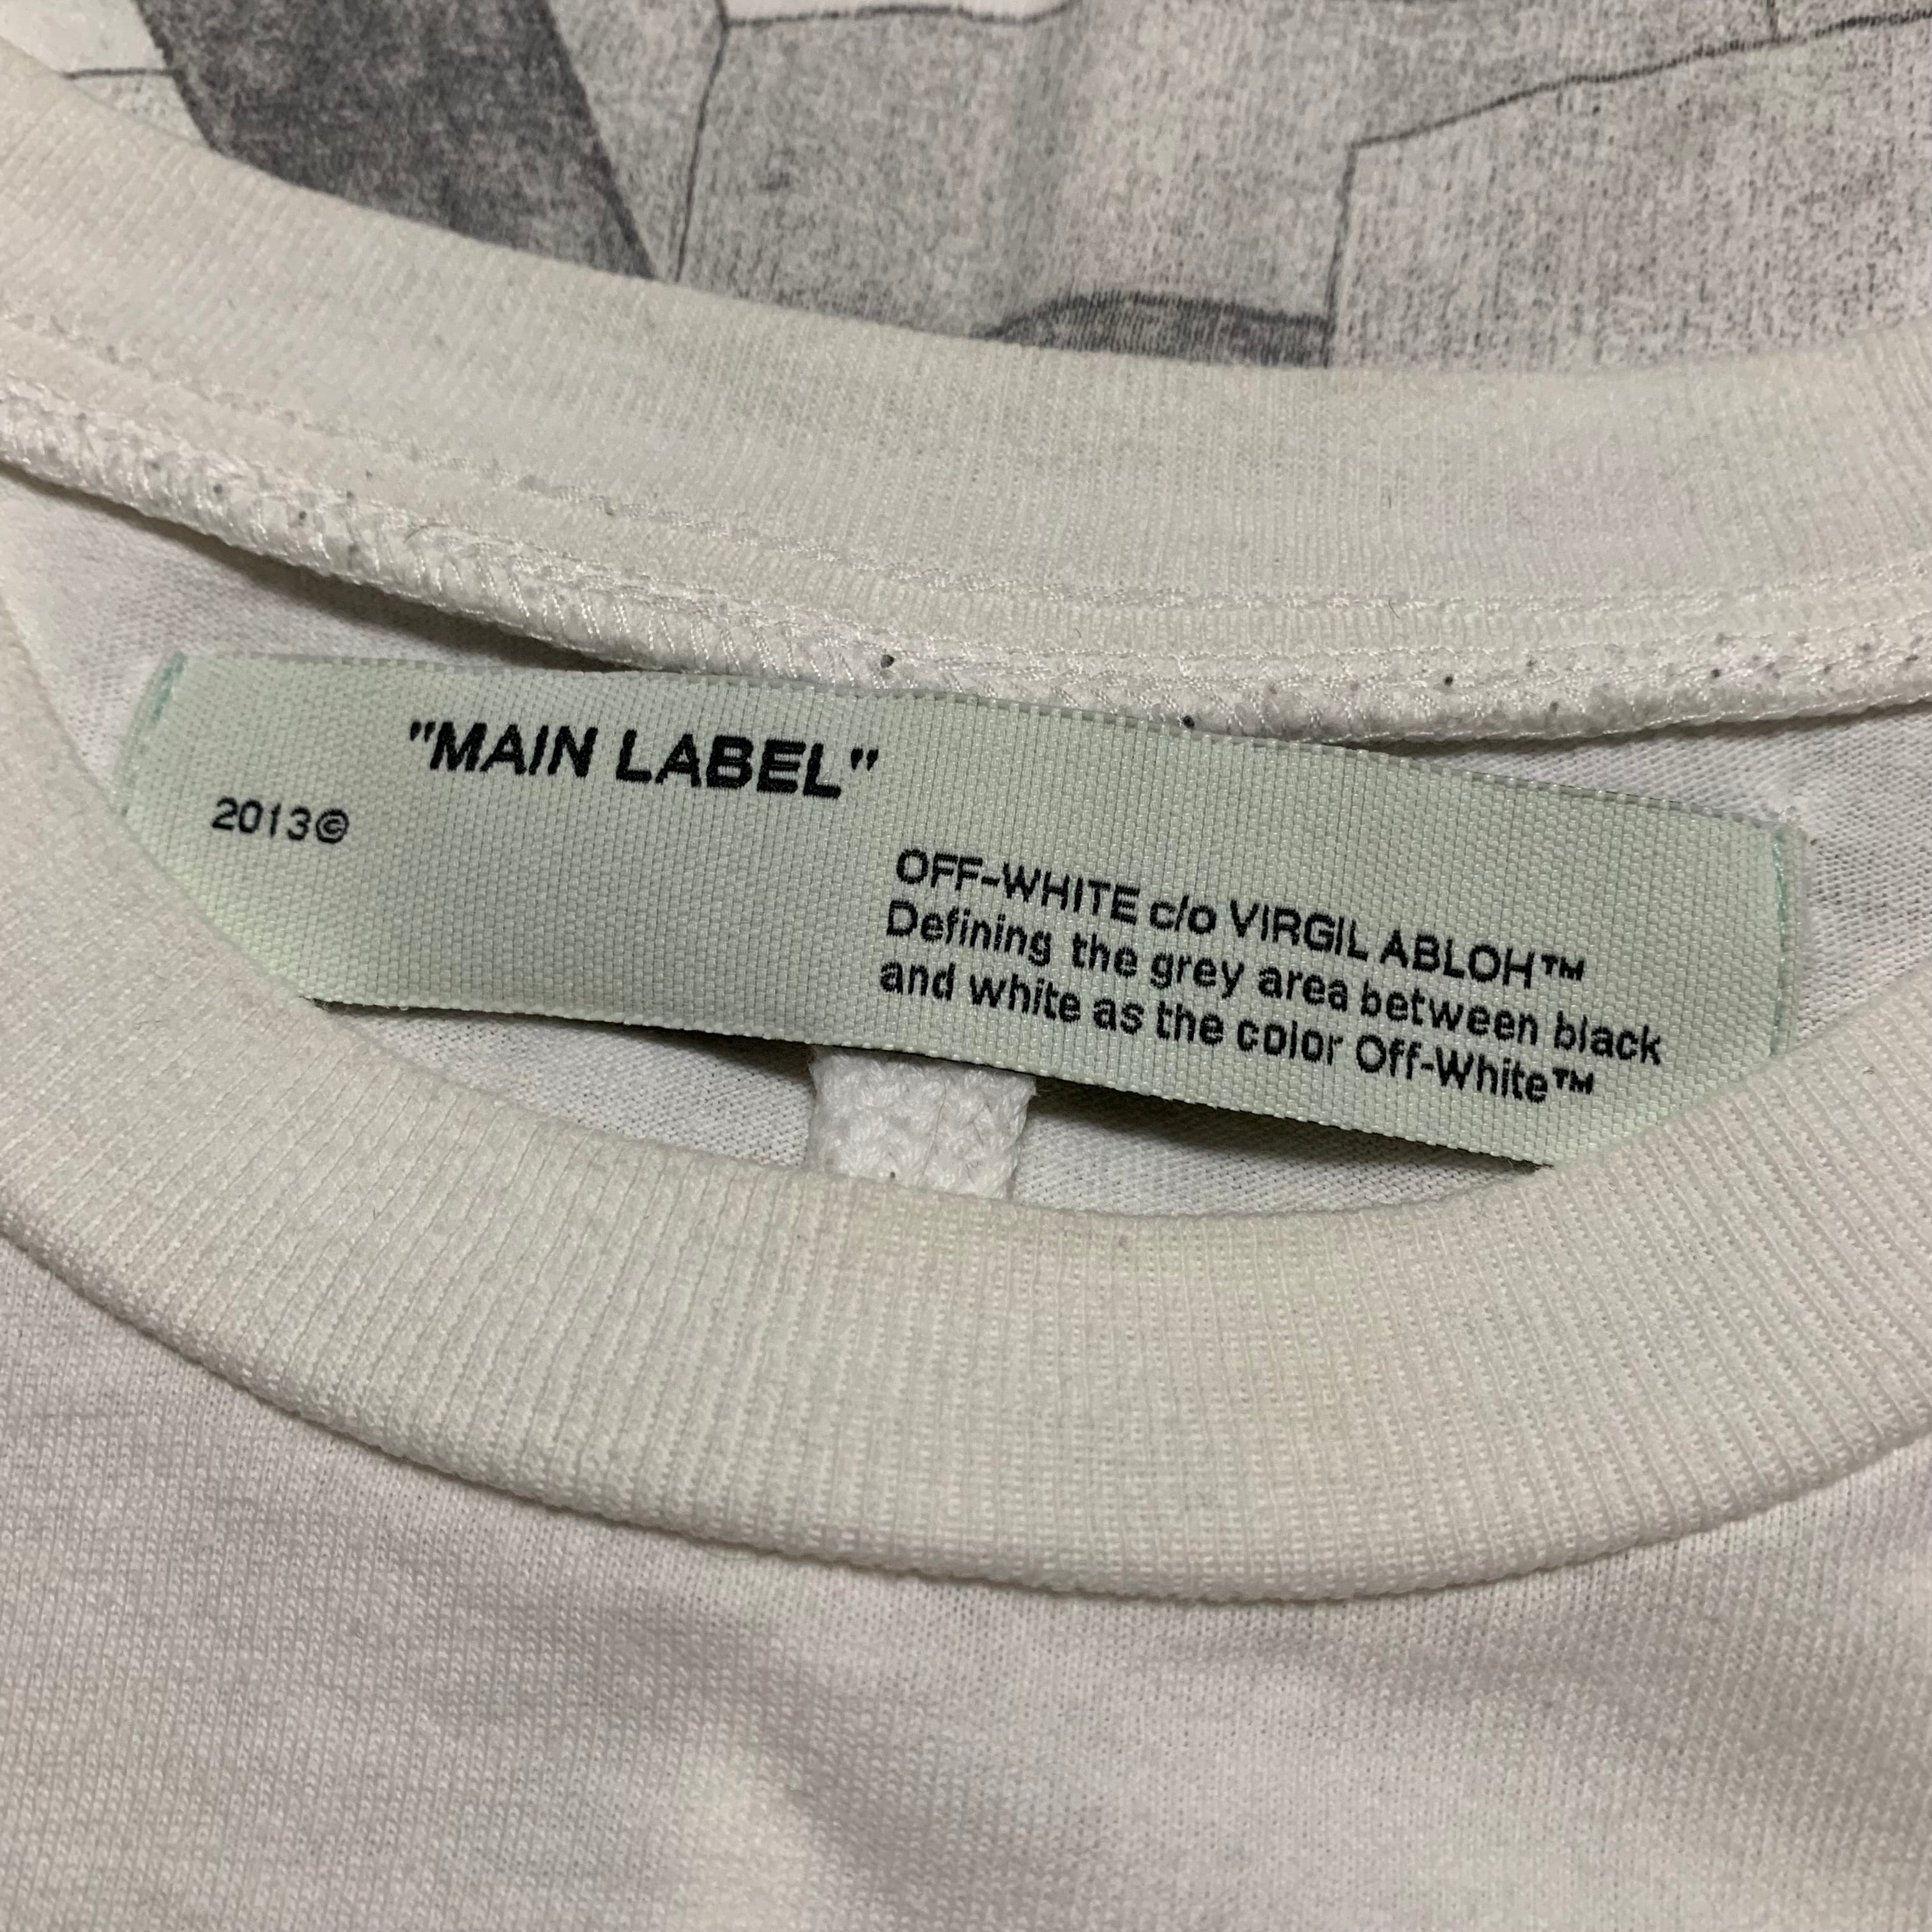 "MAIN LABEL"
2013©
OFF-WHITE c/o VIRGIL ABLOH™
Defining the grey area between black
and white as the color Off-White™